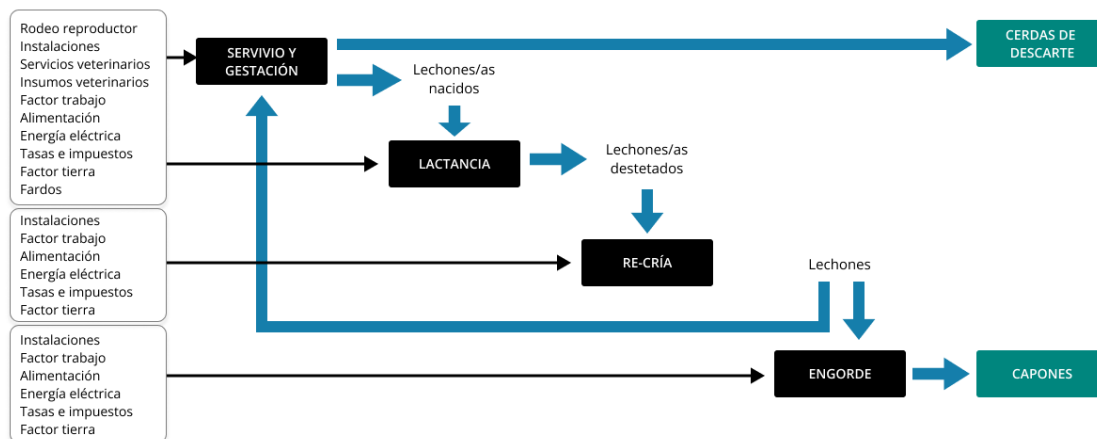 Rodeo reproductor
Instalaciones
Servicios veterinarios
Insumos veterinarios
Factor trabajo
Alimentación
Energía eléctrica
Tasas e impuestos
Factor tierra
Fardos
SERVIVIO Y
GESTACIÓN
CERDAS DE
DESCARTE
Lechones/as
nacidos
LACTANCIA
Lechones/as
destetados
Instalaciones
Factor trabajo
Alimentación
Energía eléctrica
Tasas e impuestos
Factor tierra
RE-CRÍA
Lechones
Instalaciones
Factor trabajo
Alimentación
Energía eléctrica
Tasas e impuestos
Factor tierra
ENGORDE
CAPONES